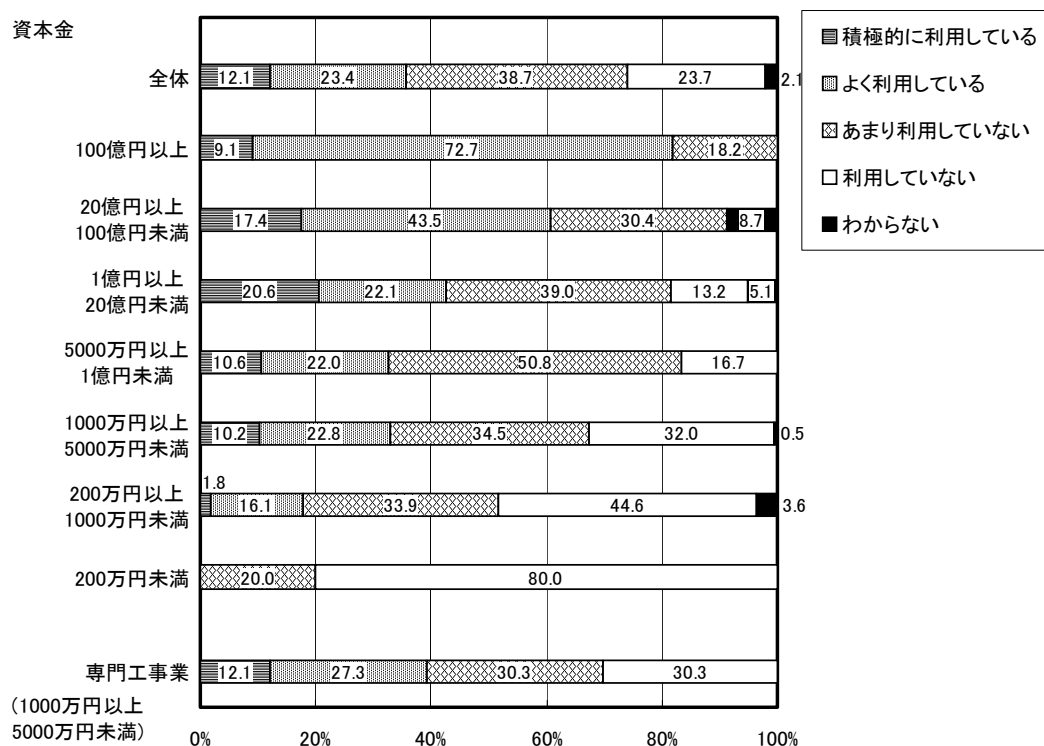 資本金
積極的に利用している
よく利用している
あまり利用していない
利用していない
わからない
全体
12.1 23.4 38.7 23.7 2.1
100億円以上
9.1 72.7 18.2
20億円以上
100億円未満
17.4 43.5 30.4 8.7
1億円以上
20億円未満
20.6 22.1 39.0 13.2 5.1
5000万円以上
1億円未満
10.6 22.0 50.8 16.7
1000万円以上
5000万円未満
10.2 22.8 34.5 32.0 0.5
200万円以上
1000万円未満
1.8
16.1 33.9 44.6 3.6
200万円未満
20.0 80.0
専門工事業
12.1 27.3 30.3 30.3
(1000万円以上
5000万円未満)
0% 20% 40% 60% 80% 100%